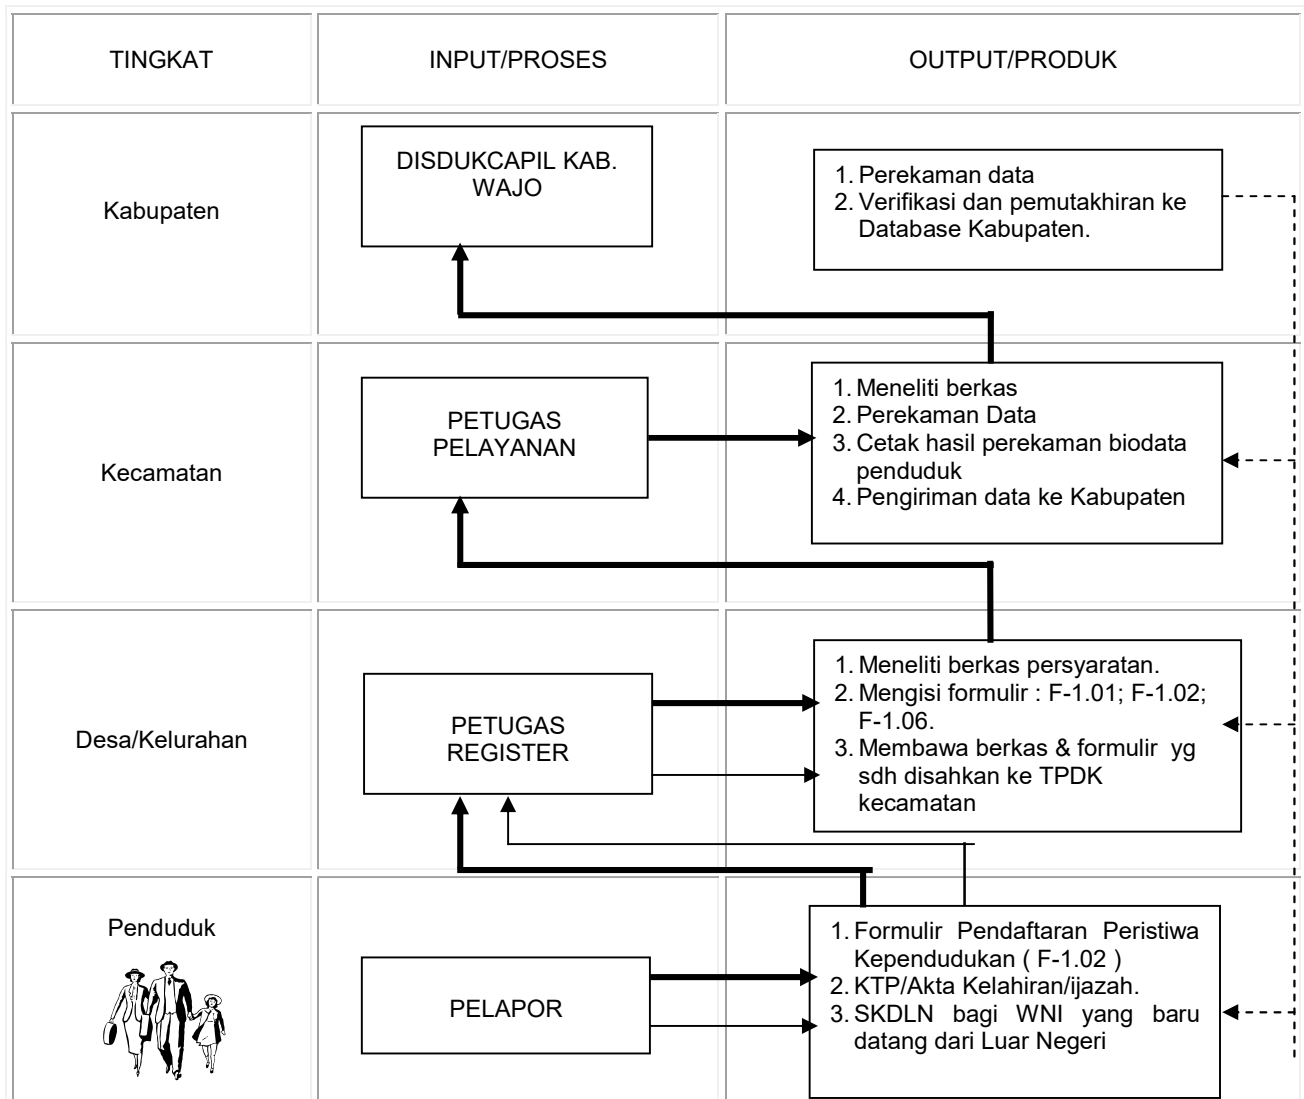 TINGKAT
INPUT/PROSES
OUTPUT/PRODUK
Kabupaten
DISDUKCAPIL KAB.
WAJO
1. Perekaman data
2. Verifikasi dan pemutakhiran ke
Database Kabupaten.
Kecamatan
PETUGAS
PELAYANAN
1. Meneliti berkas
2. Perekaman Data
3. Cetak hasil perekaman biodata
penduduk
4. Pengiriman data ke Kabupaten
Desa/Kelurahan
PETUGAS
REGISTER
1. Meneliti berkas persyaratan.
2. Mengisi formulir : F-1.01; F-1.02;
F-1.06.
3. Membawa berkas & formulir yg
sdh disahkan ke TPDK
kecamatan
Penduduk
PELAPOR
1. Formulir Pendaftaran Peristiwa
Kependudukan ( F-1.02 )
2. KTP/Akta Kelahiran/ijazah.
3. SKDLN bagi WNI yang baru
datang dari Luar Negeri